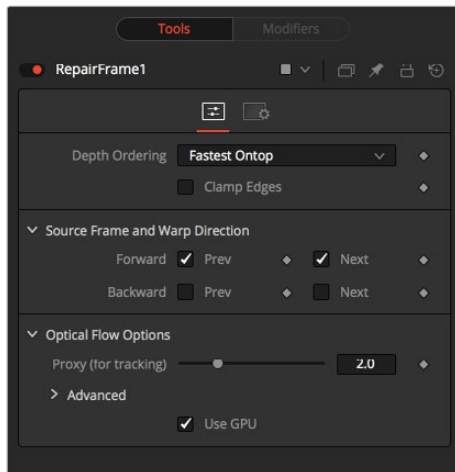 Tools Modifiers
RepairFrame1
Depth Ordering Fastest Ontop
Clamp Edges
Source Frame and Warp Direction
Forward Prev Next
Backward Prev Next
Optical Flow Options
Proxy (for tracking) 2.0
Advanced
Use GPU